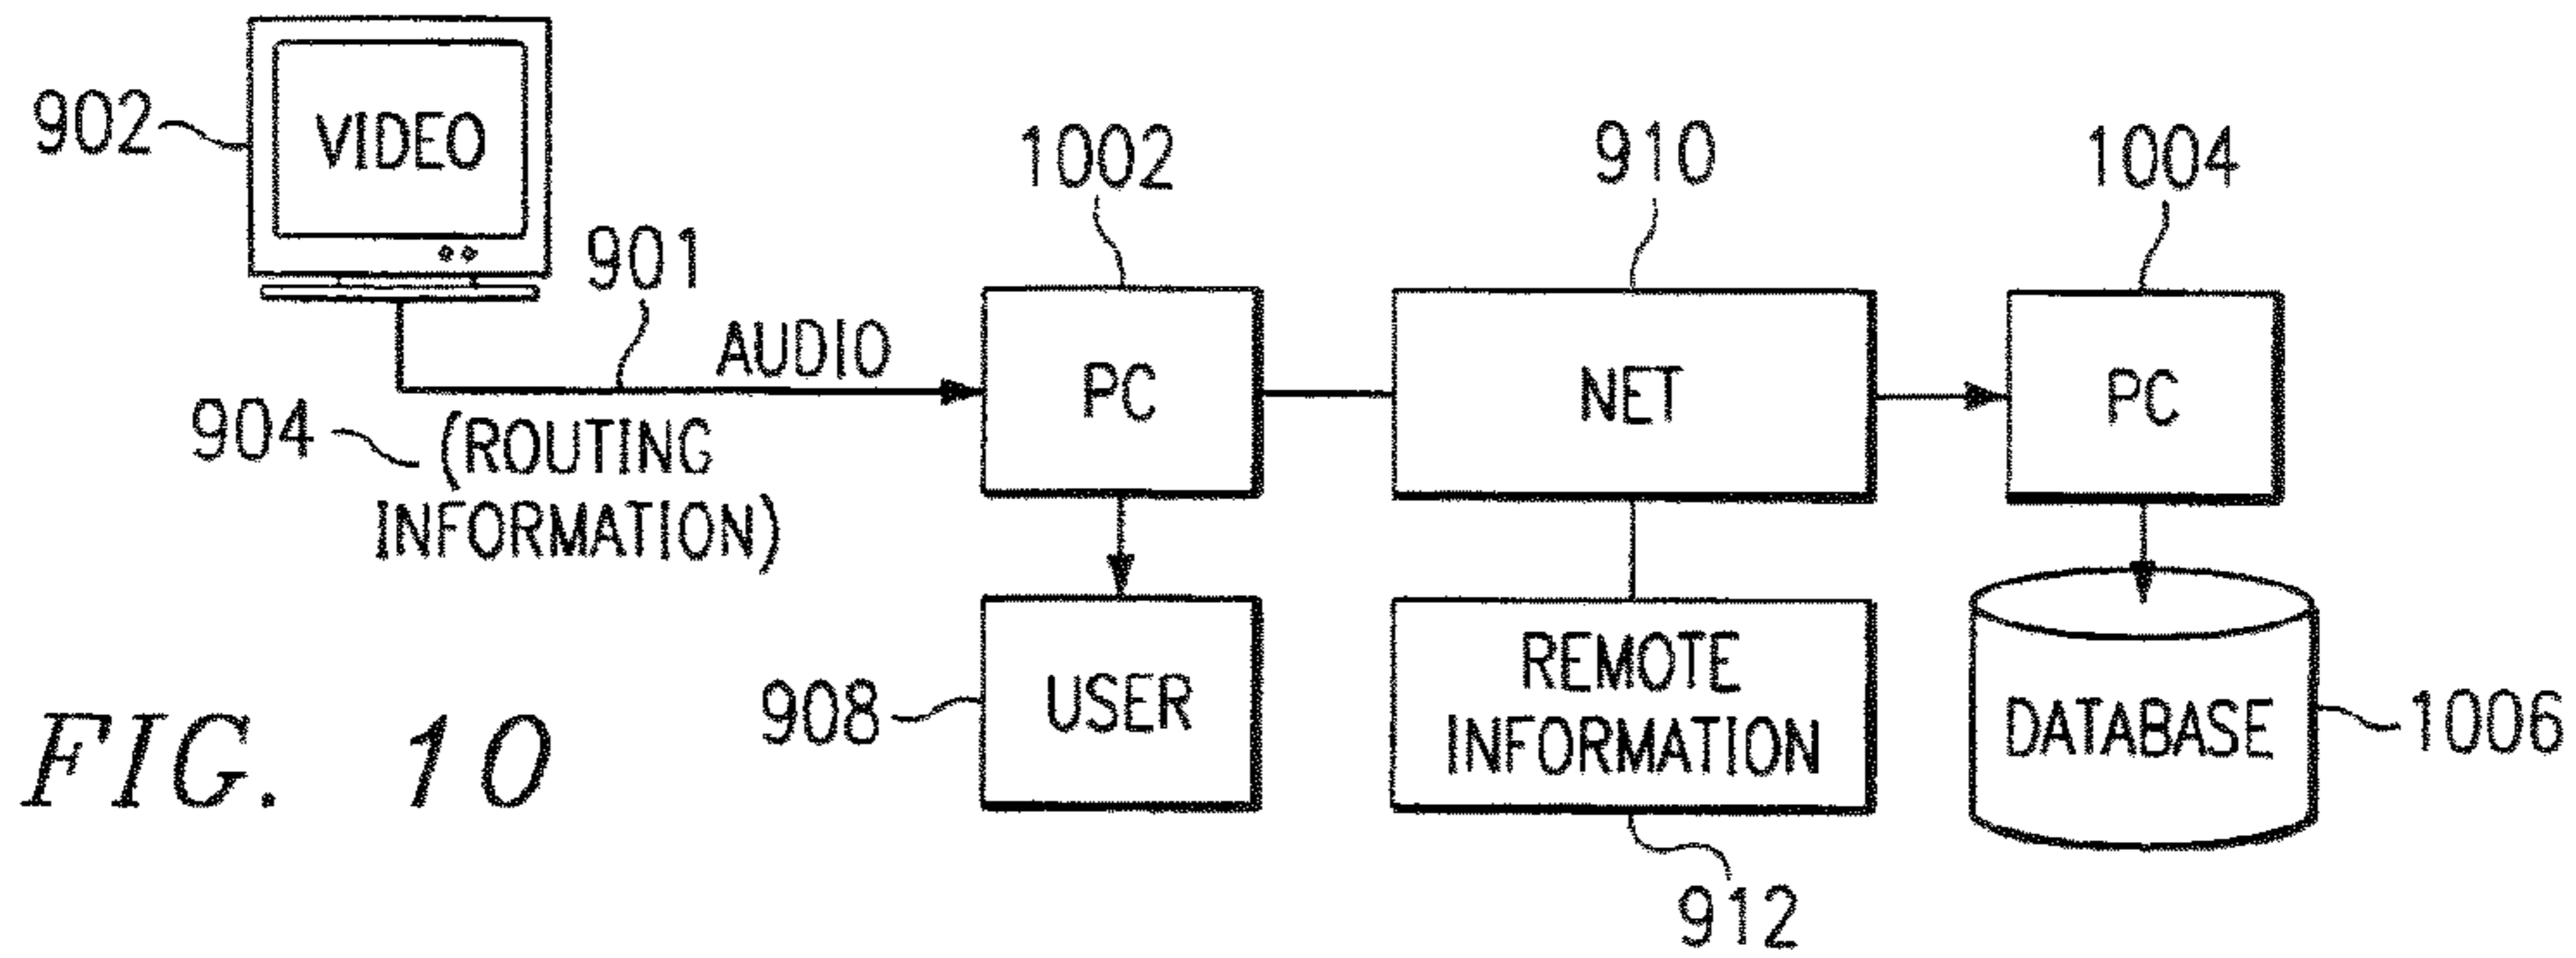 902
VIDEO
901
AUDIO
904
(ROUTING
INFORMATION)
1002
PC
910
NET
1004
PC
908
USER
REMOTE
INFORMATION
912
DATABASE
1006
FIG. 10